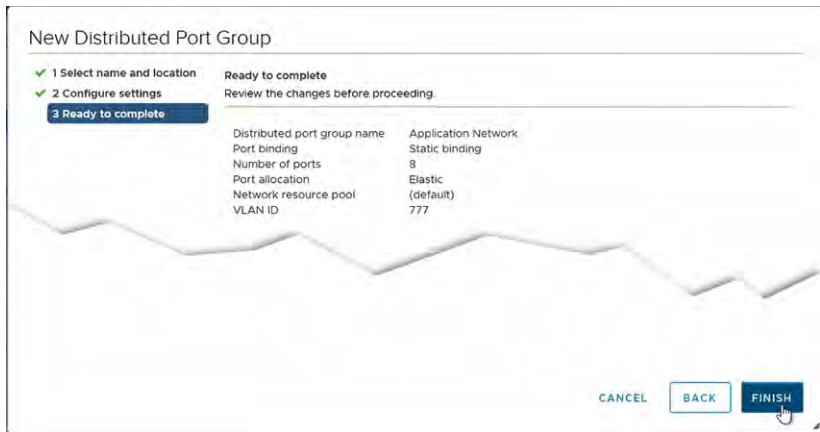 New Distributed Port Group
1 Select name and location
2 Configure settings
3 Ready to complete
Ready to complete
Review the changes before proceeding.
Distributed port group name Application Network
Port binding Static binding
Number of ports 8
Port allocation Elastic
Network resource pool (default)
VLAN ID 777
CANCEL BACK FINISH